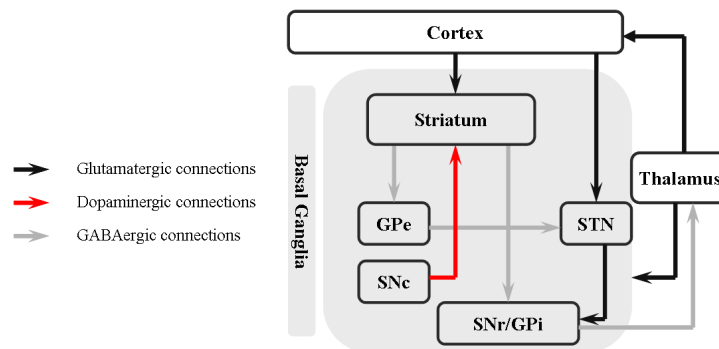 Cortex
Striatum
Basal Ganglia
Glutamatergic connections
Thalamus
Dopaminergic connections
GPe
STN
GABAergic connections
SNc
SNr/GPi